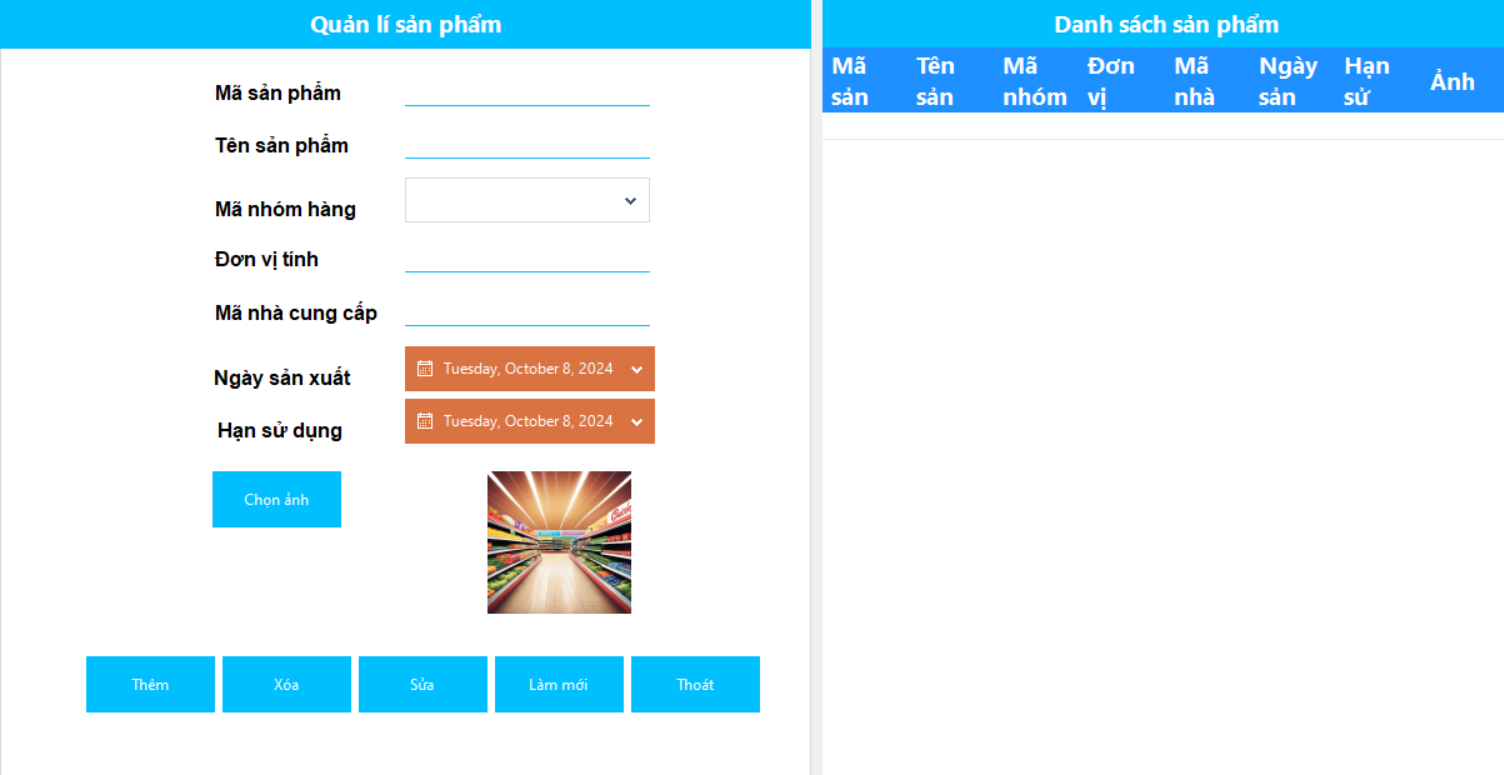 Quản lí sản phẩm
Mã sản phẩm
Tên sản phẩm
Mã nhóm hàng
Đơn vị tính
Mã nhà cung cấp
Ngày sản xuất
Tuesday, October 8, 2024
Hạn sử dụng
Tuesday, October 8, 2024
Chọn ảnh
Thêm
Xóa
Sửa
Làm mới
Thoát
Danh sách sản phẩm
Mã sản
Tên sản
Mã nhóm
Đơn vị
Mã nhà
Ngày sản
Hạn sử
Ảnh